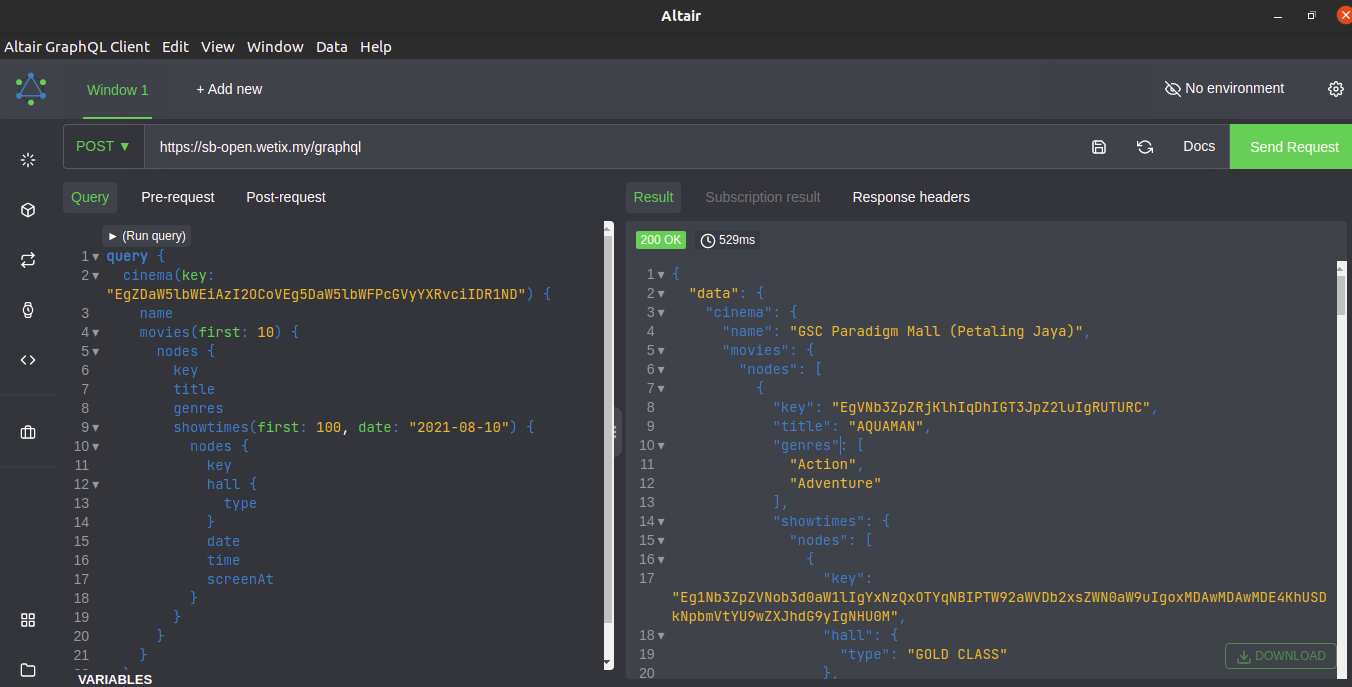 Altair
Altair GraphQL Client Edit View Window Data Help
Window 1 + Add new No environment
POST ▼ https://sb-open.wetix.my/graphql Docs Send Request
Query Pre-request Post-request
► (Run query)
1 ▼ query {
2 ▼ cinema(key:
"EgZDaW5lbWEiAzI2OCoVEg5DaW5lbWFPcGVyYXRvciIDR1ND") {
3 name
4 ▼ movies(first: 10) {
5 ▼ nodes {
6 key
7 title
8 genres
9 ▼ showtimes(first: 100, date: "2021-08-10") {
10 ▼ nodes {
11 key
12 ▼ hall {
13 type
14 }
15 date
16 time
17 screenAt
18 }
19 }
20 }
21 }
VARIABLES
Result Subscription result Response headers
200 OK 529ms
1 ▼ {
2 ▼ "data": {
3 ▼ "cinema": {
4 "name": "GSC Paradigm Mall (Petaling Jaya)",
5 ▼ "movies": {
6 ▼ "nodes": [
7 ▼ {
8 "key": "EgVNb3ZpZRjKlhIqDhIGT3JpZ2luIgRUTURC",
9 "title": "AQUAMAN",
10 ▼ "genres": [
11 "Action",
12 "Adventure"
13 ],
14 ▼ "showtimes": {
15 ▼ "nodes": [
16 ▼ {
17 "key":
"Eg1Nb3ZpZVNob3d0aW1lIgYxNzQxOTYqNBIPTW92aWVDb2xsZWN0aW9uIgoxMDAwMDAwMDE4KhUSD
kNpbmVtYU9wZXJhdG9yIgNHU0M",
18 ▼ "hall": {
19 "type": "GOLD CLASS"
20 },
DOWNLOAD